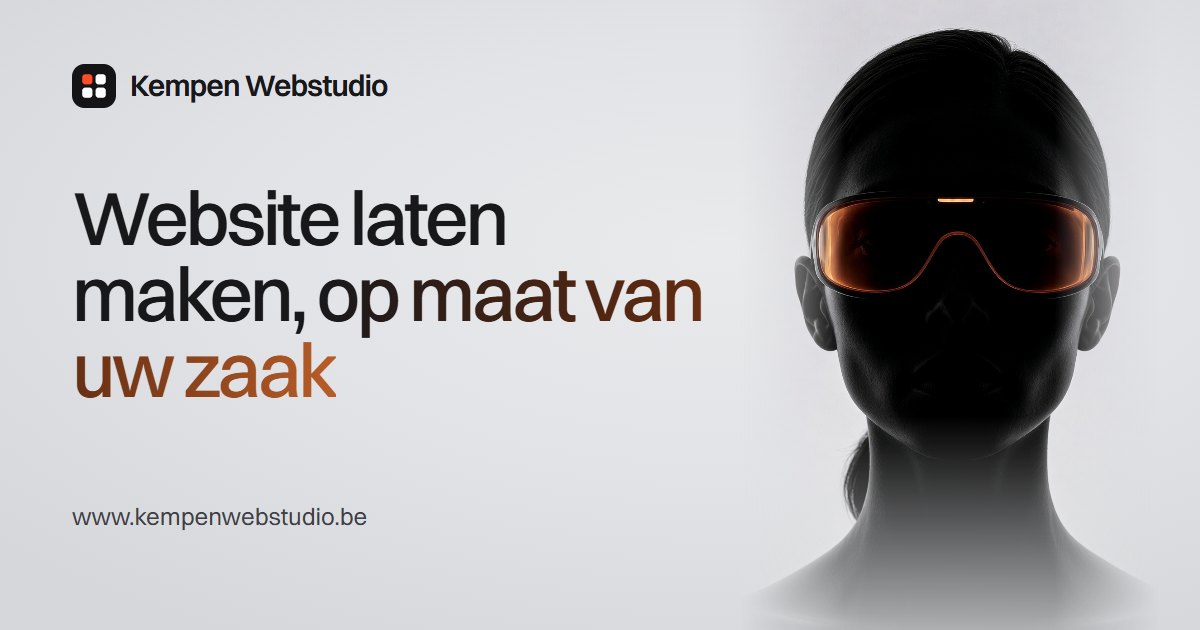 Kempen Webstudio
Website laten
maken, op maat van
uw zaak
www.kempenwebstudio.be